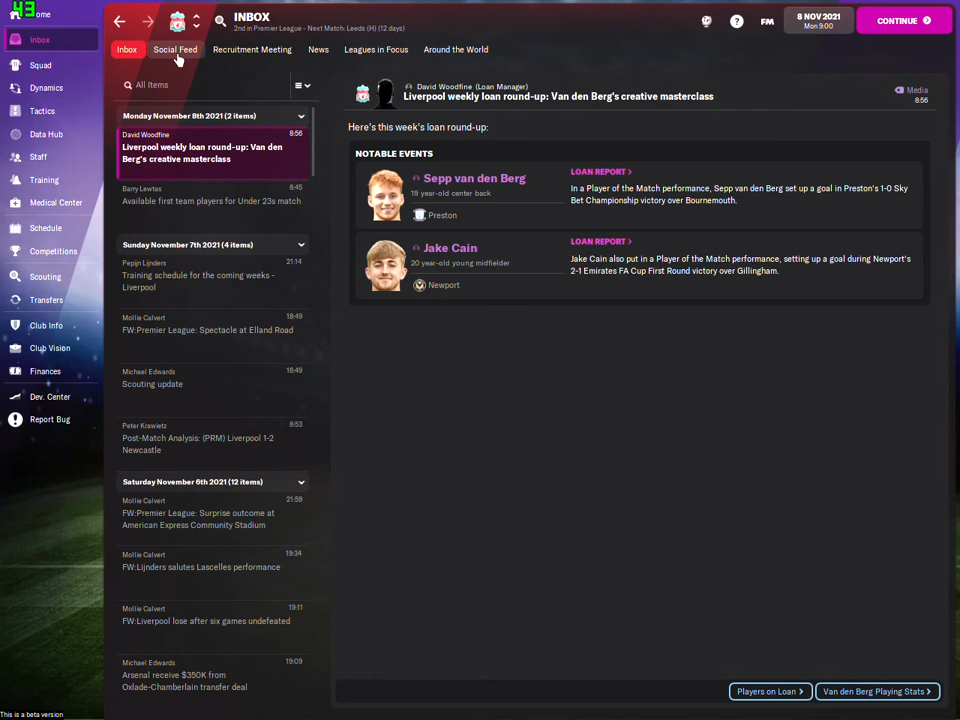 43
ome
INBOX
2nd in Premier League - Next Match: Leeds (H) (12 days)
?
FM
8 NOV 2021
Mon 9:00
CONTINUE
Inbox
Social Feed
Recruitment Meeting
News
Leagues in Focus
Around the World
Inbox
Squad
Dynamics
Tactics
Data Hub
Staff
Training
Medical Center
Schedule
Competitions
Scouting
Transfers
Club Info
Club Vision
Finances
Dev. Center
Report Bug
This is a beta version
All Items
Monday November 8th 2021 (2 items)
David Woodfine 8:56
Liverpool weekly loan round-up: Van den
Berg's creative masterclass
Barry Lewtas 8:45
Available first team players for Under 23s match
Sunday November 7th 2021 (4 items)
Pepijn Lijnders 21:14
Training schedule for the coming weeks -
Liverpool
Mollie Calvert 18:49
FW:Premier League: Spectacle at Elland Road
Michael Edwards 16:49
Scouting update
Peter Krawietz 8:53
Post-Match Analysis: (PRM) Liverpool 1-2
Newcastle
Saturday November 6th 2021 (12 items)
Mollie Calvert 21:59
FW:Premier League: Surprise outcome at
American Express Community Stadium
Mollie Calvert 19:34
FW:Lijnders salutes Lascelles performance
Mollie Calvert 19:11
FW:Liverpool lose after six games undefeated
Michael Edwards 19:09
Arsenal receive $350K from
Oxlade-Chamberlain transfer deal
David Woodfine (Loan Manager)
Liverpool weekly loan round-up: Van den Berg's creative masterclass
Media
8:56
Here's this week's loan round-up:
NOTABLE EVENTS
Sepp van den Berg
19 year-old center back
Preston
LOAN REPORT >
In a Player of the Match performance, Sepp van den Berg set up a goal in Preston's 1-0 Sky
Bet Championship victory over Bournemouth.
Jake Cain
20 year-old young midfielder
Newport
LOAN REPORT >
Jake Cain also put in a Player of the Match performance, setting up a goal during Newport's
2-1 Emirates FA Cup First Round victory over Gillingham.
Players on Loan >
Van den Berg Playing Stats >